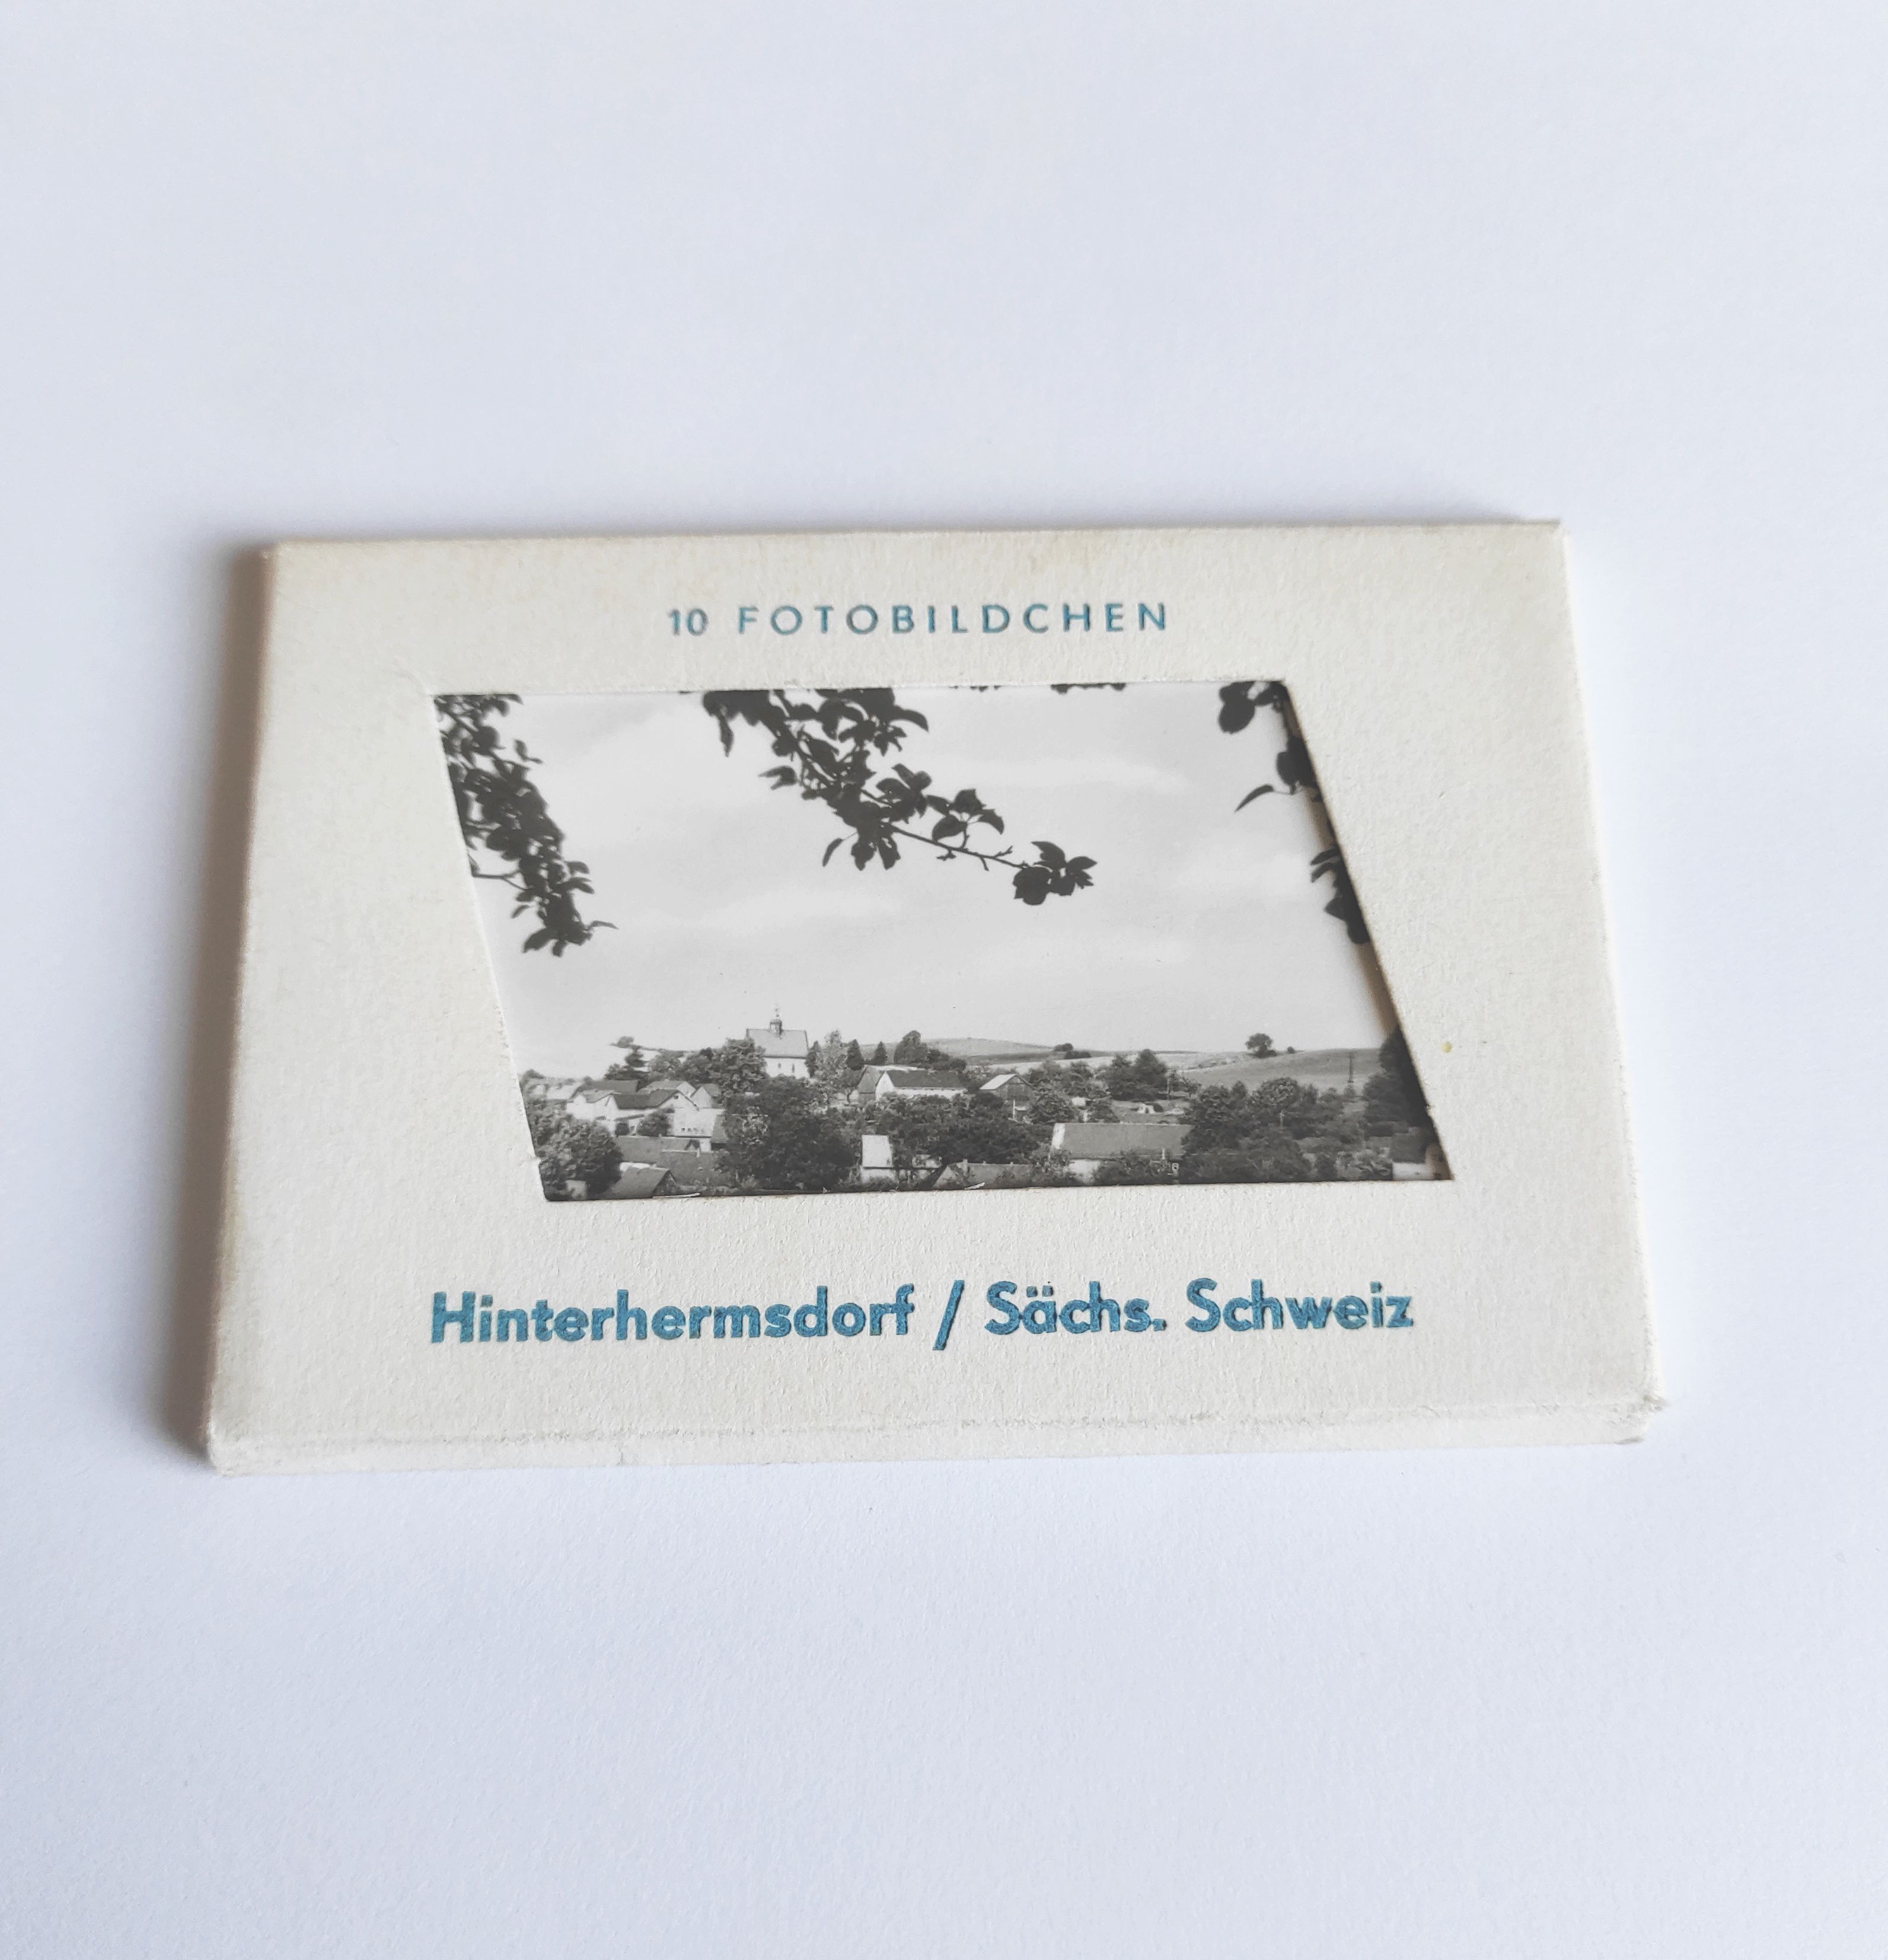 10 FOTOBILDCHEN
Hinterhermsdorf / Sächs. Schweiz